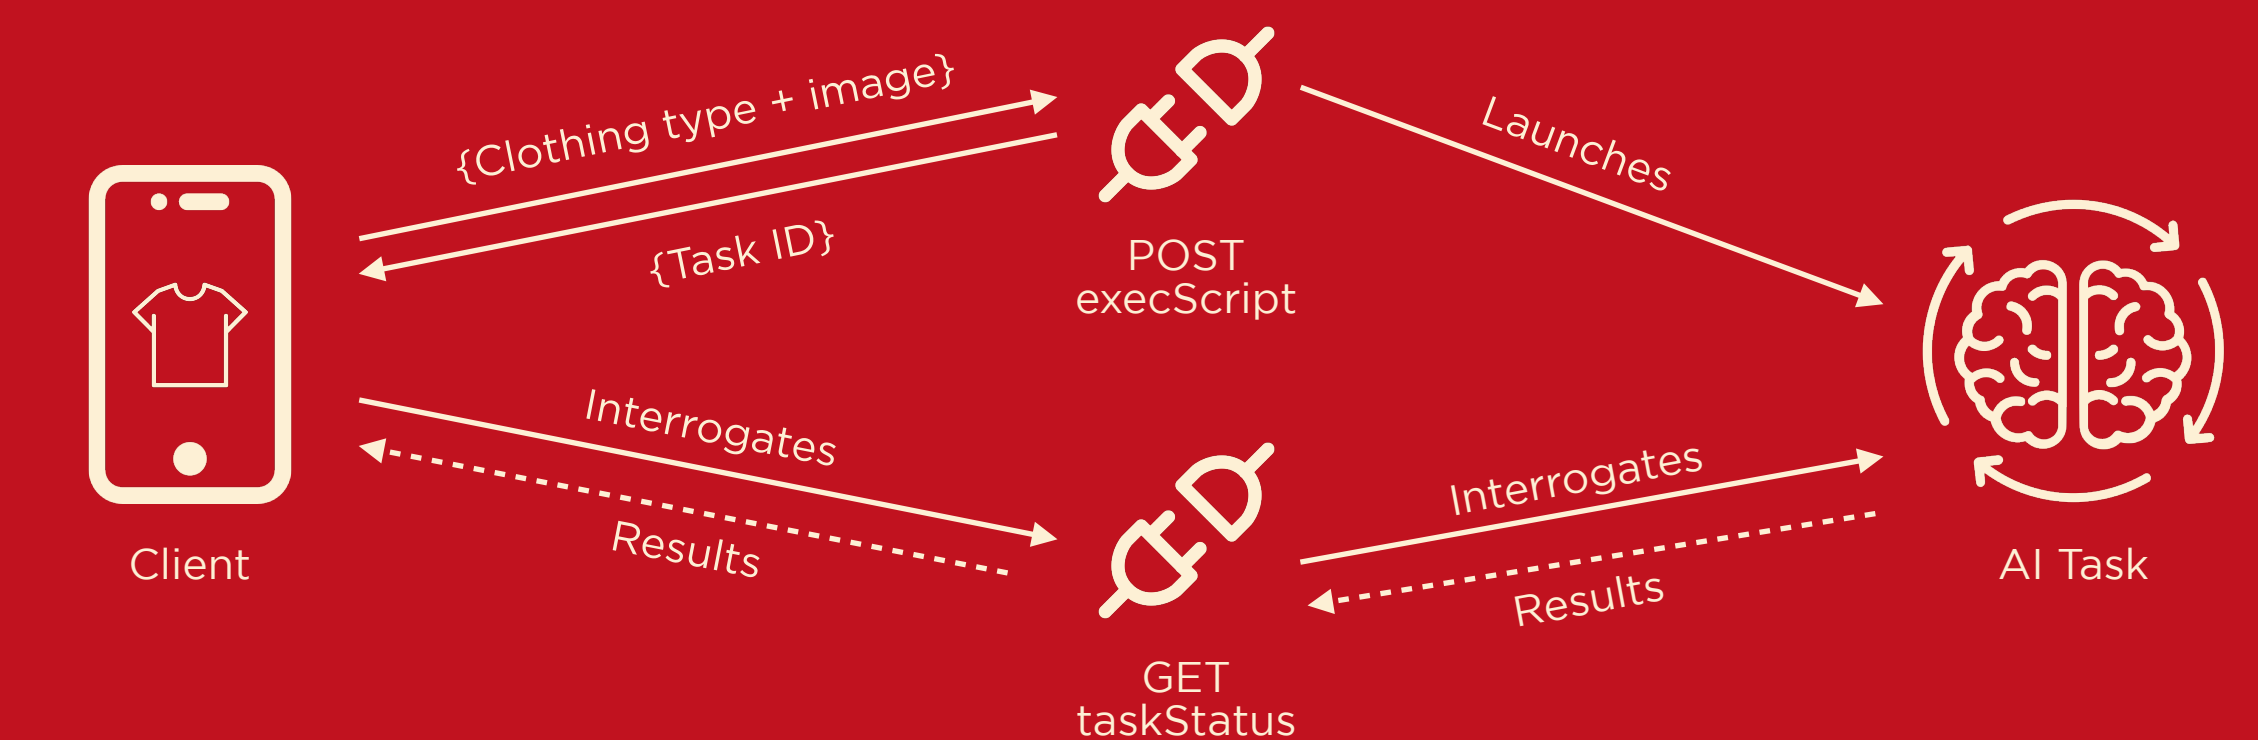 {Clothing type + image}
{Task ID}
Launches
POST
execScript
Interrogates
Results
Interrogates
Results
Client
AI Task
GET
taskStatus